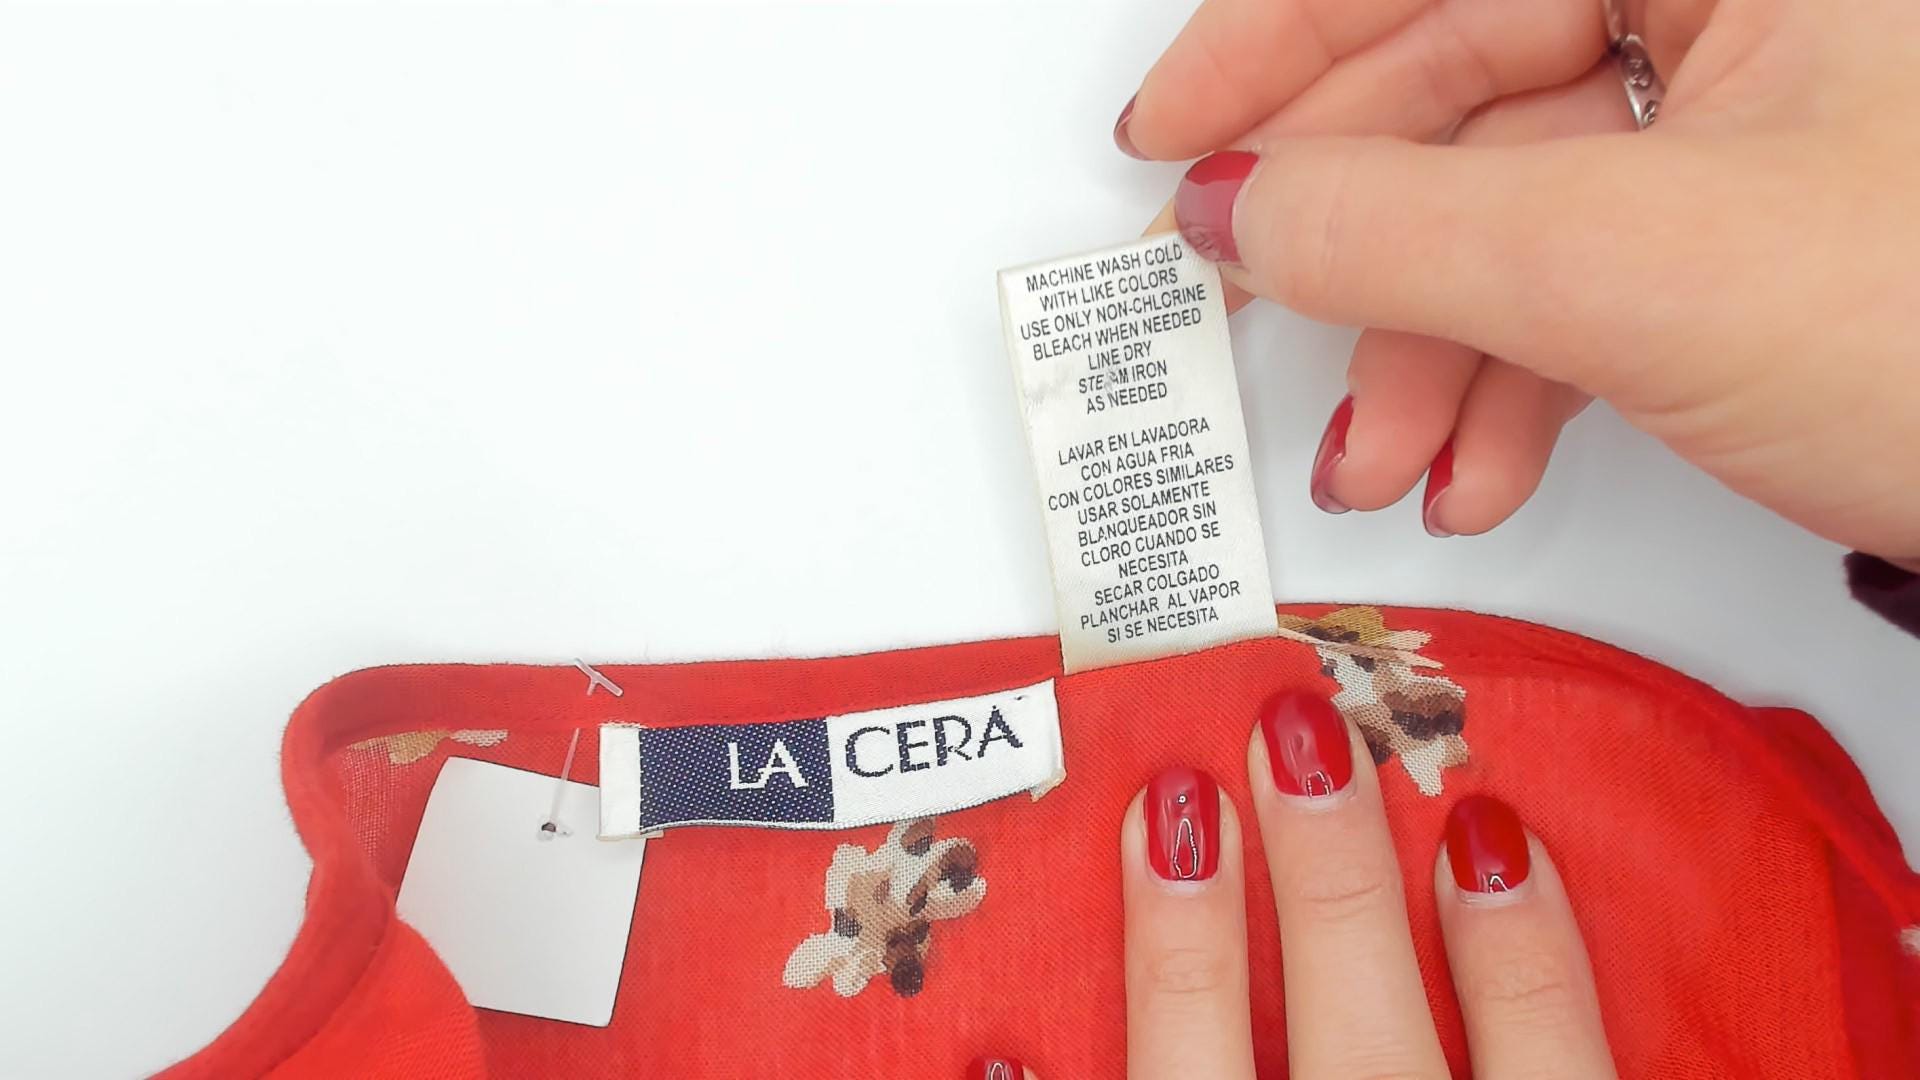 MACHINE WASH COLD
WITH LIKE COLORS
USE ONLY NON-CHLORINE
BLEACH WHEN NEEDED
LINE DRY
STEAM IRON
AS NEEDED
LAVAR EN LAVADORA
CON AGUA FRIA
CON COLORES SIMILARES
USAR SOLAMENTE
BLANQUEADOR SIN
CLORO CUANDO SE
NECESITA
SECAR COLGADO
PLANCHAR AL VAPOR
SI SE NECESITA
LA CERA